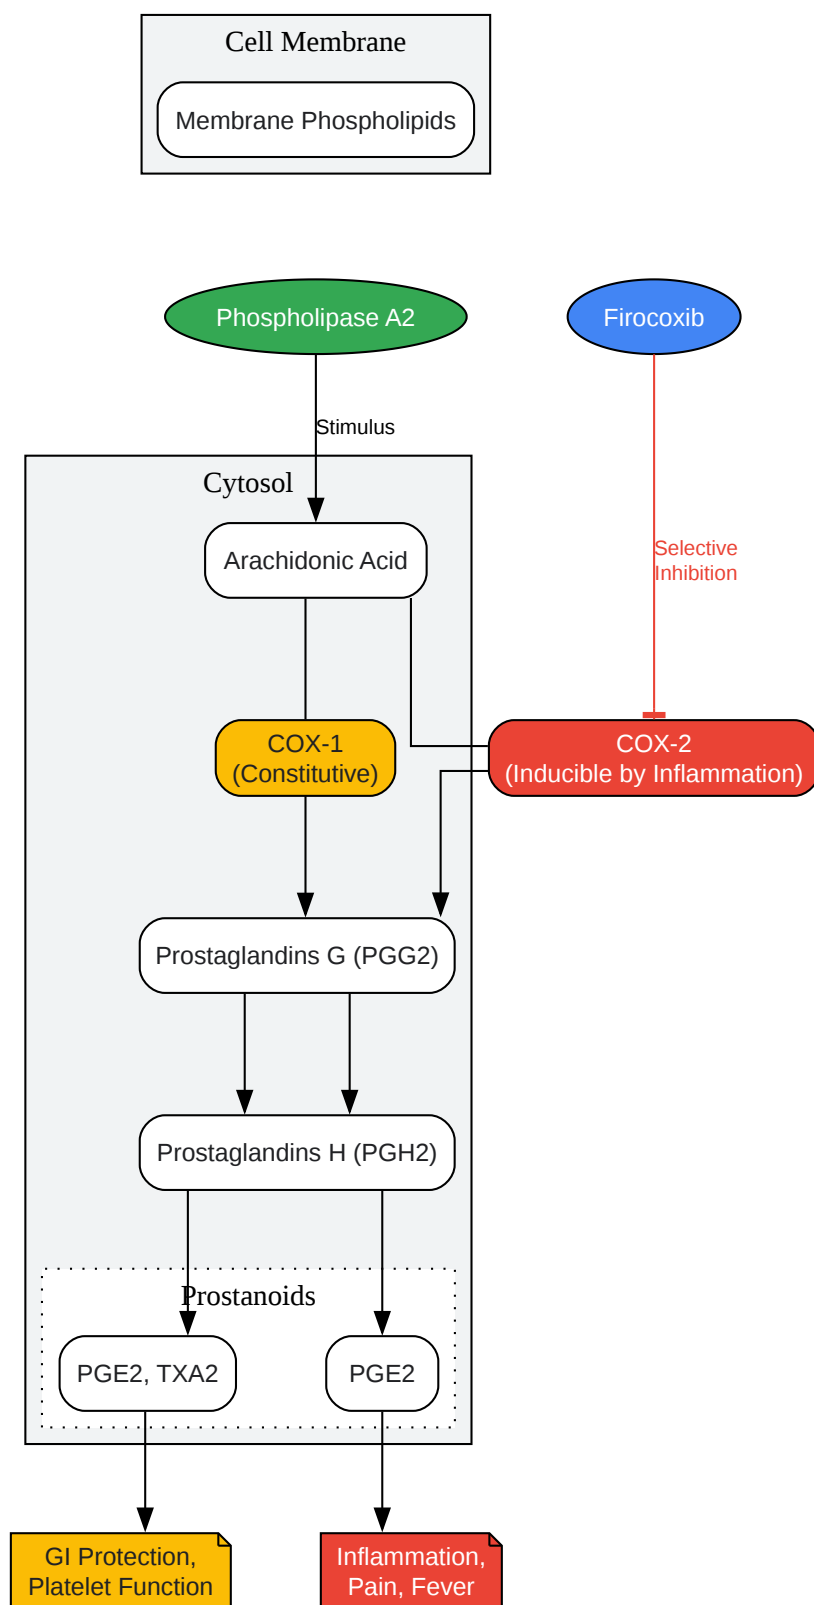 Cell Membrane
Membrane Phospholipids
Phospholipase A2
Firocoxib
Stimulus
Cytosol
Arachidonic Acid
Selective
Inhibition
COX-1
(Constitutive)
COX-2
(Inducible by Inflammation)
Prostaglandins G (PGG2)
Prostaglandins H (PGH2)
Prostanoids
PGE2, TXA2
PGE2
GI Protection,
Platelet Function
Inflammation,
Pain, Fever